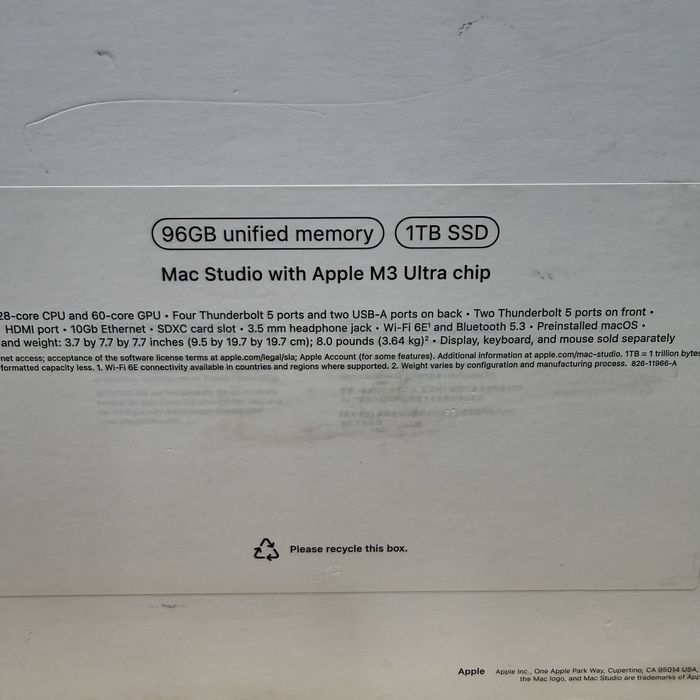 96GB unified memory 1TB SSD
Mac Studio with Apple M3 Ultra chip
28-core CPU and 60-core GPU • Four Thunderbolt 5 ports and two USB-A ports on back • Two Thunderbolt 5 ports on front •
HDMI port • 10Gb Ethernet • SDXC card slot • 3.5 mm headphone jack • Wi-Fi 6E¹ and Bluetooth 5.3 • Preinstalled macOS •
and weight: 3.7 by 7.7 by 7.7 inches (9.5 by 19.7 by 19.7 cm); 8.0 pounds (3.64 kg)² • Display, keyboard, and mouse sold separately
net access; acceptance of the software license terms at apple.com/legal/sla; Apple Account (for some features). Additional information at apple.com/mac-studio. 1TB = 1 trillion bytes
formatted capacity less. 1. Wi-Fi 6E connectivity available in countries and regions where supported. 2. Weight varies by configuration and manufacturing process. 826-11966-A
Please recycle this box.
Apple Apple Inc., One Apple Park Way, Cupertino, CA 95014 USA,
the Mac logo, and Mac Studio are trademarks of